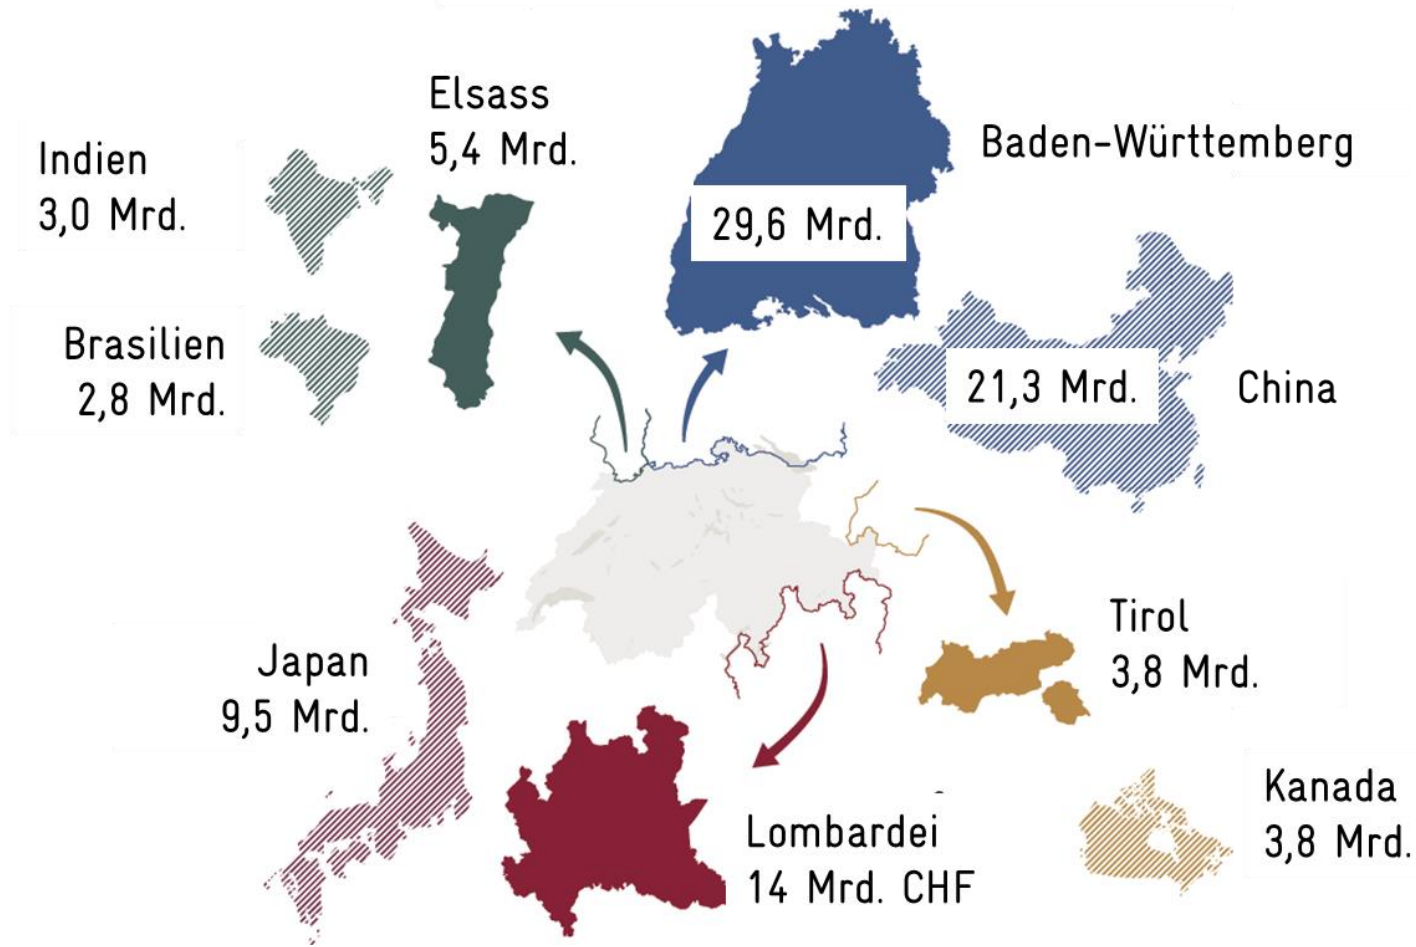 Elsass
5,4 Mrd.
Baden-Württemberg
29,6 Mrd.
Indien
3,0 Mrd.
Brasilien
2,8 Mrd.
21,3 Mrd.
China
Japan
9,5 Mrd.
Tirol
3,8 Mrd.
Lombardei
14 Mrd. CHF
Kanada
3,8 Mrd.